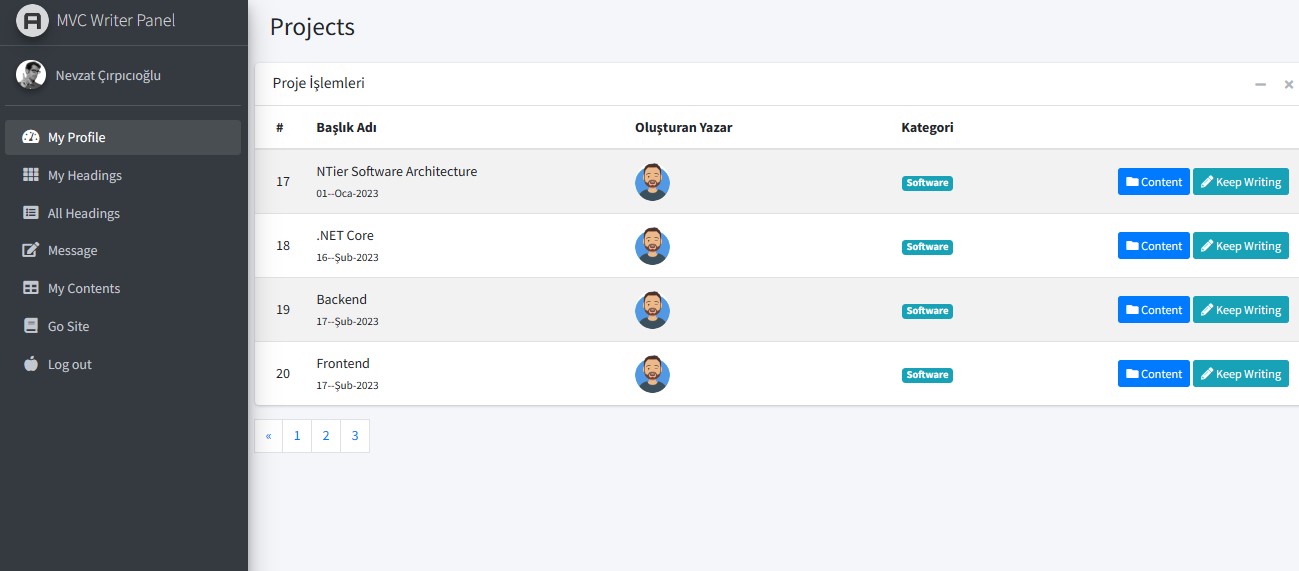 MVC Writer Panel
Nevzat Çırpıcıoğlu
My Profile
My Headings
All Headings
Message
My Contents
Go Site
Log out
Projects
Proje İşlemleri
# Başlık Adı Oluşturan Yazar Kategori
17 NTier Software Architecture Software Content Keep Writing
01--Oca-2023
18 .NET Core Software Content Keep Writing
16--Şub-2023
19 Backend Software Content Keep Writing
17--Şub-2023
20 Frontend Software Content Keep Writing
17--Şub-2023
« 1 2 3